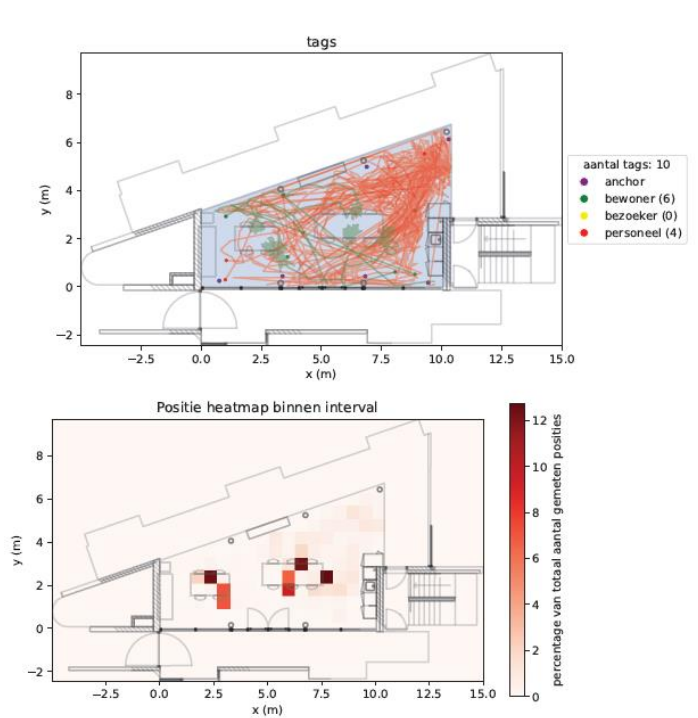 tags
8
6
4
2
0
−2
y (m)
−2.5 0.0 2.5 5.0 7.5 10.0 12.5 15.0
x (m)
aantal tags: 10
anchor
bewoner (6)
bezoeker (0)
personeel (4)
Positie heatmap binnen interval
8
6
4
2
0
−2
y (m)
−2.5 0.0 2.5 5.0 7.5 10.0 12.5 15.0
x (m)
12
10
8
6
4
2
0
percentage van totaal aantal gemeten posities